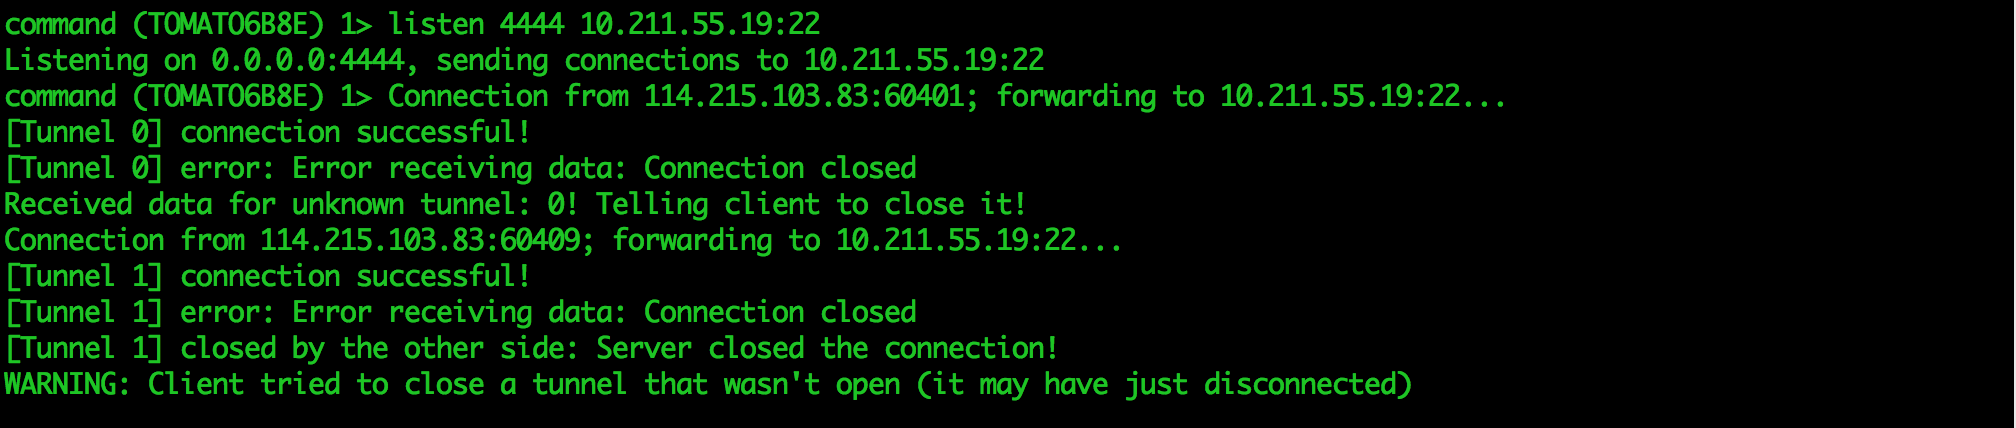 command (TOMATO6B8E) 1> listen 4444 10.211.55.19:22
Listening on 0.0.0.0:4444, sending connections to 10.211.55.19:22
command (TOMATO6B8E) 1> Connection from 114.215.103.83:60401; forwarding to 10.211.55.19:22...
[Tunnel 0] connection successful!
[Tunnel 0] error: Error receiving data: Connection closed
Received data for unknown tunnel: 0! Telling client to close it!
Connection from 114.215.103.83:60409; forwarding to 10.211.55.19:22...
[Tunnel 1] connection successful!
[Tunnel 1] error: Error receiving data: Connection closed
[Tunnel 1] closed by the other side: Server closed the connection!
WARNING: Client tried to close a tunnel that wasn't open (it may have just disconnected)